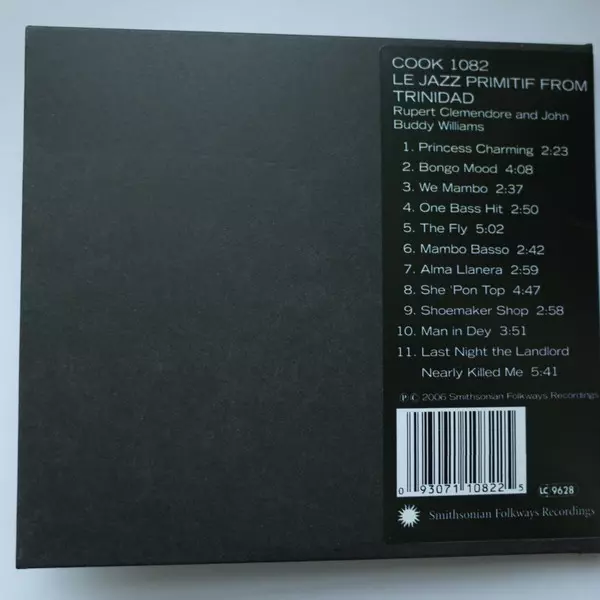 COOK 1082
LE JAZZ PRIMITIF FROM
TRINIDAD
Rupert Clemendore and John
Buddy Williams
1. Princess Charming 2:23
2. Bongo Mood 4:08
3. We Mambo 2:37
4. One Bass Hit 2:50
5. The Fly 5:02
6. Mambo Basso 2:42
7. Alma Llanera 2:59
8. She 'Pon Top 4:47
9. Shoemaker Shop 2:58
10. Man in Dey 3:51
11. Last Night the Landlord
Nearly Killed Me 5:41
℗ © 2006 Smithsonian Folkways Recordings
0 93071 10822 5
LC 9628
Smithsonian Folkways Recordings